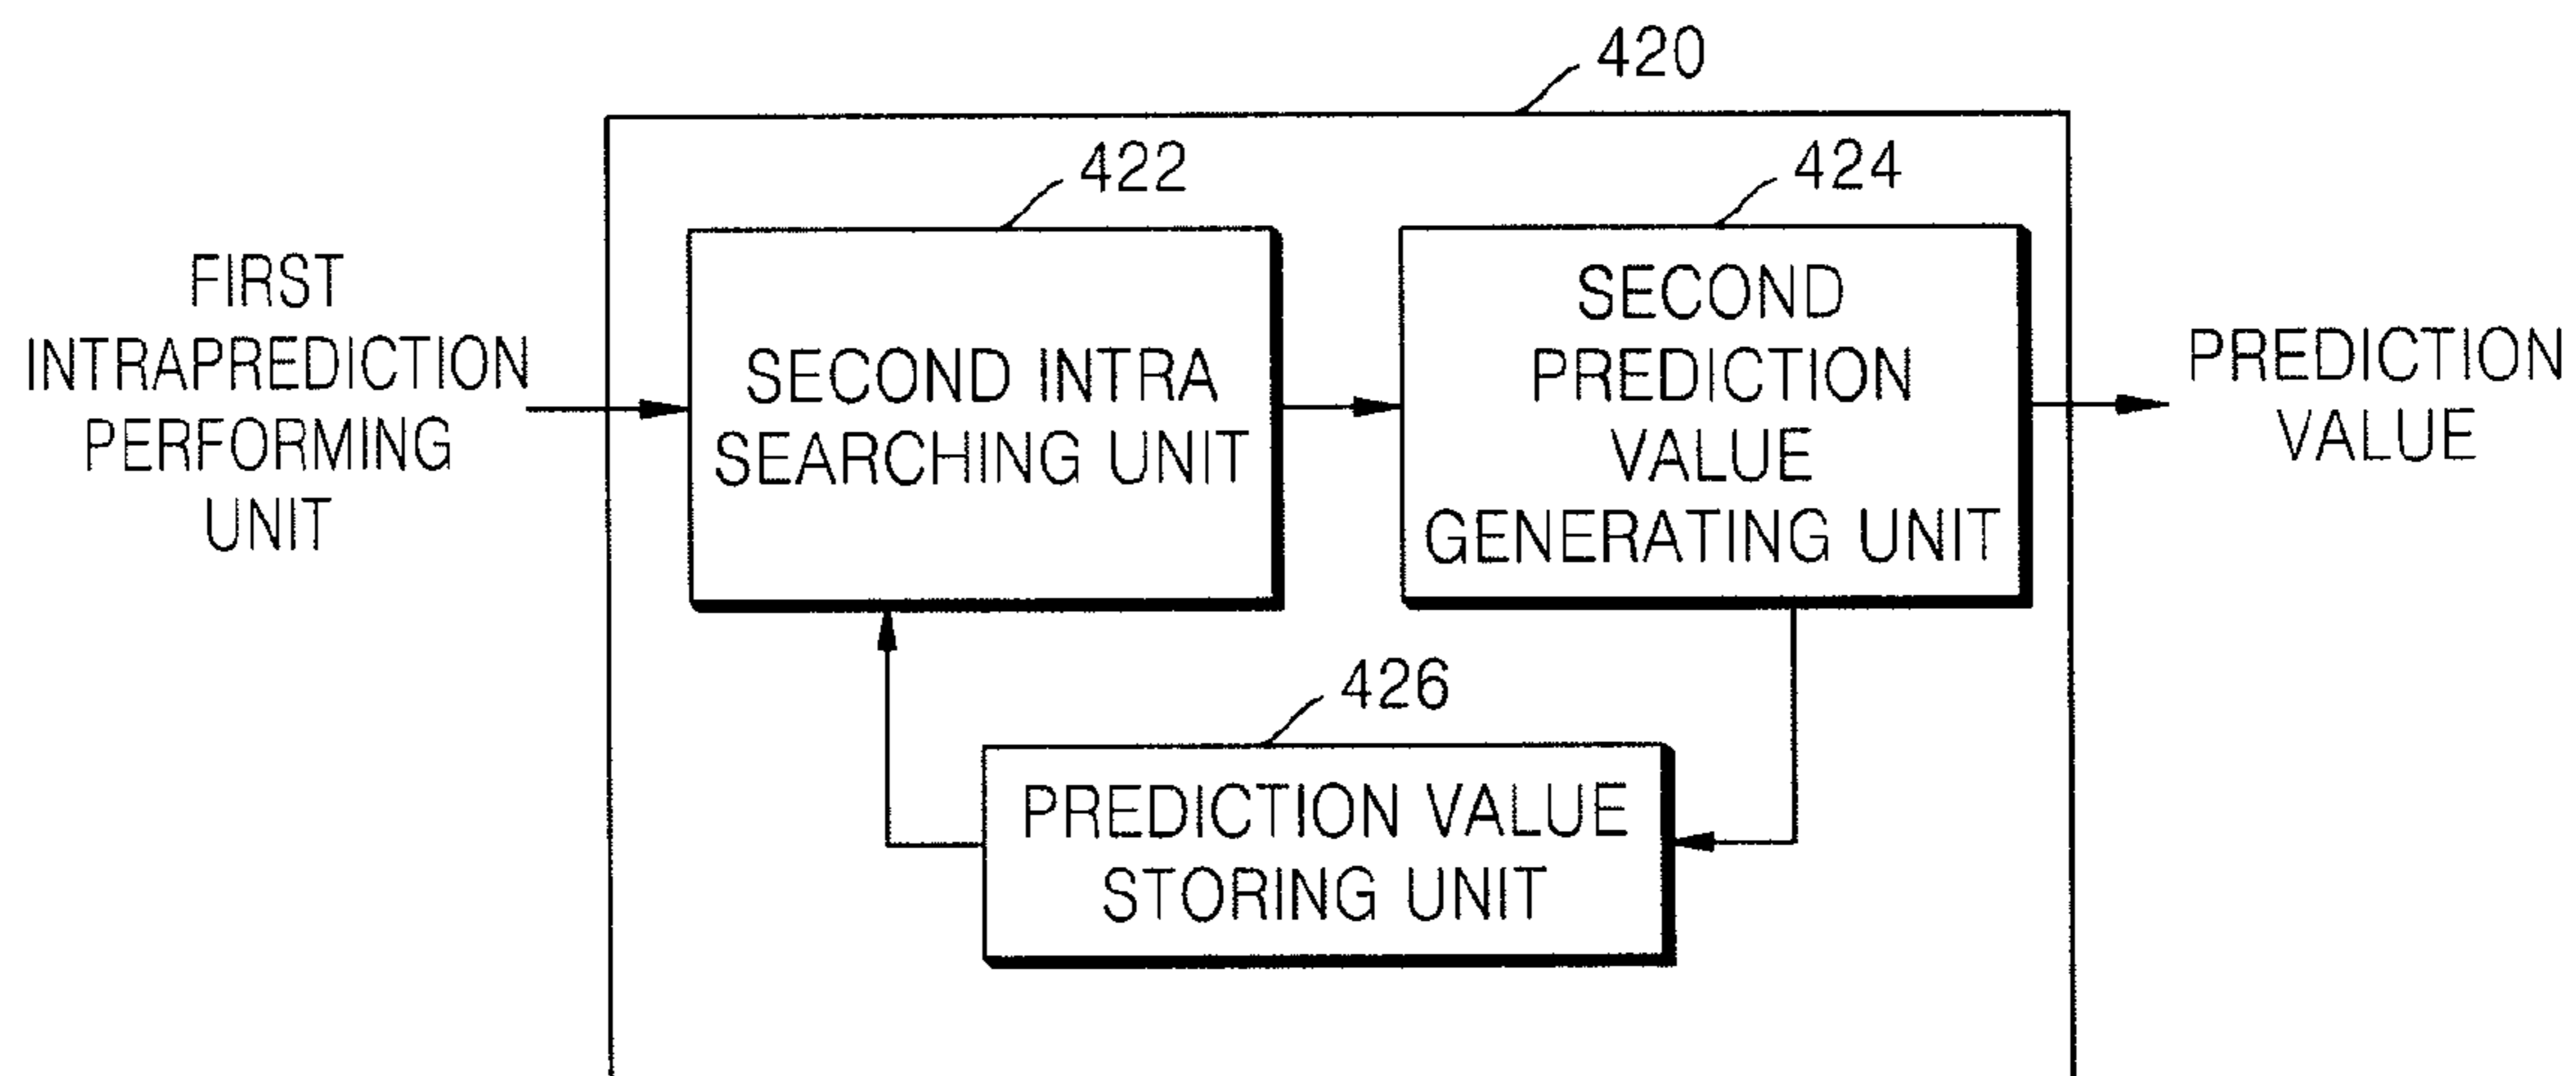 420
422
424
FIRST
INTRAPREDICTION
PERFORMING
UNIT
SECOND INTRA
SEARCHING UNIT
SECOND
PREDICTION
VALUE
GENERATING UNIT
PREDICTION
VALUE
426
PREDICTION VALUE
STORING UNIT